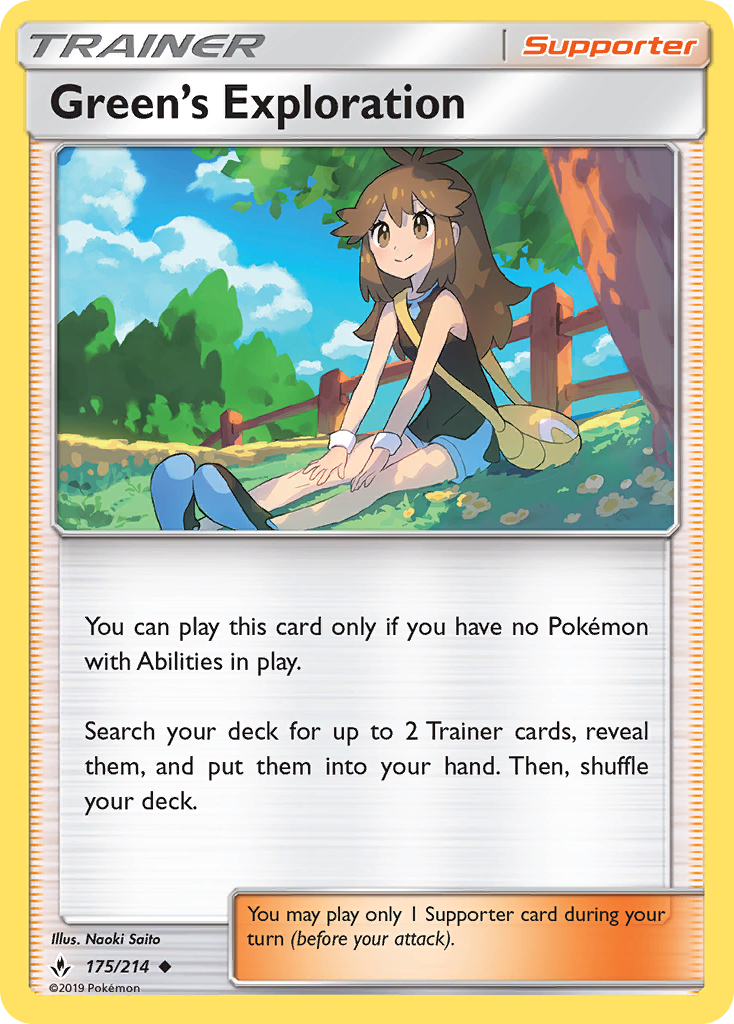 TRAINER
Supporter
Green's Exploration
You can play this card only if you have no Pokémon
with Abilities in play.
Search your deck for up to 2 Trainer cards, reveal
them, and put them into your hand. Then, shuffle
your deck.
You may play only 1 Supporter card during your
turn (before your attack).
Illus. Naoki Saito
175/214
©2019 Pokémon